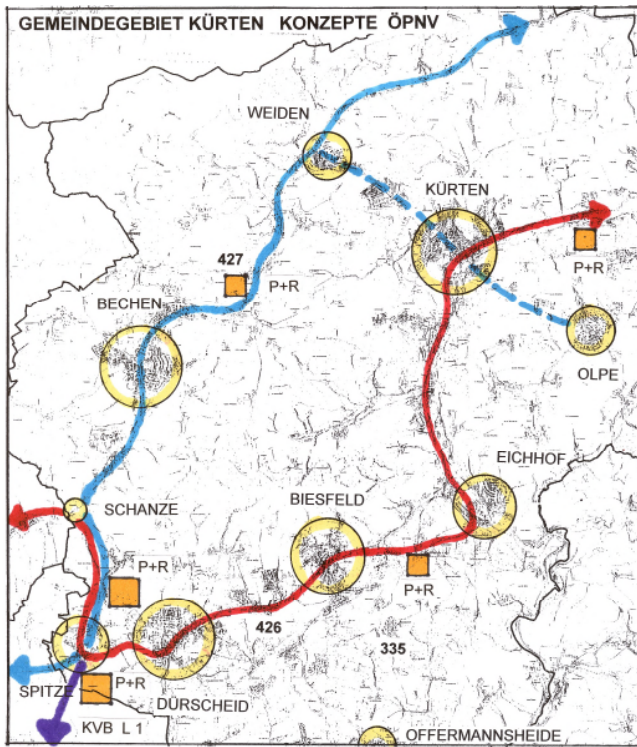 GEMEINDEGEBIET KÜRTEN KONZEPTE ÖPNV
WEIDEN
KÜRTEN
427
P+R
P+R
BECHEN
OLPE
EICHHOF
SCHANZE
BIESFELD
P+R
P+R
426
335
SPITZE
P+R
DÜRSCHEID
KVB L 1
OFFERMANNSHEIDE